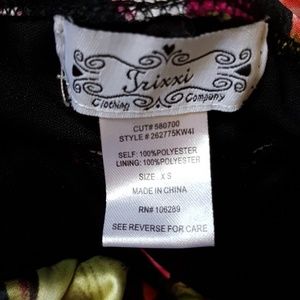 Trixxi
Clothing Company
CUT# 580700
STYLE # 262775KW4I
SELF: 100%POLYESTER
LINING: 100%POLYESTER
SIZE: X S
MADE IN CHINA
RN# 106289
SEE REVERSE FOR CARE